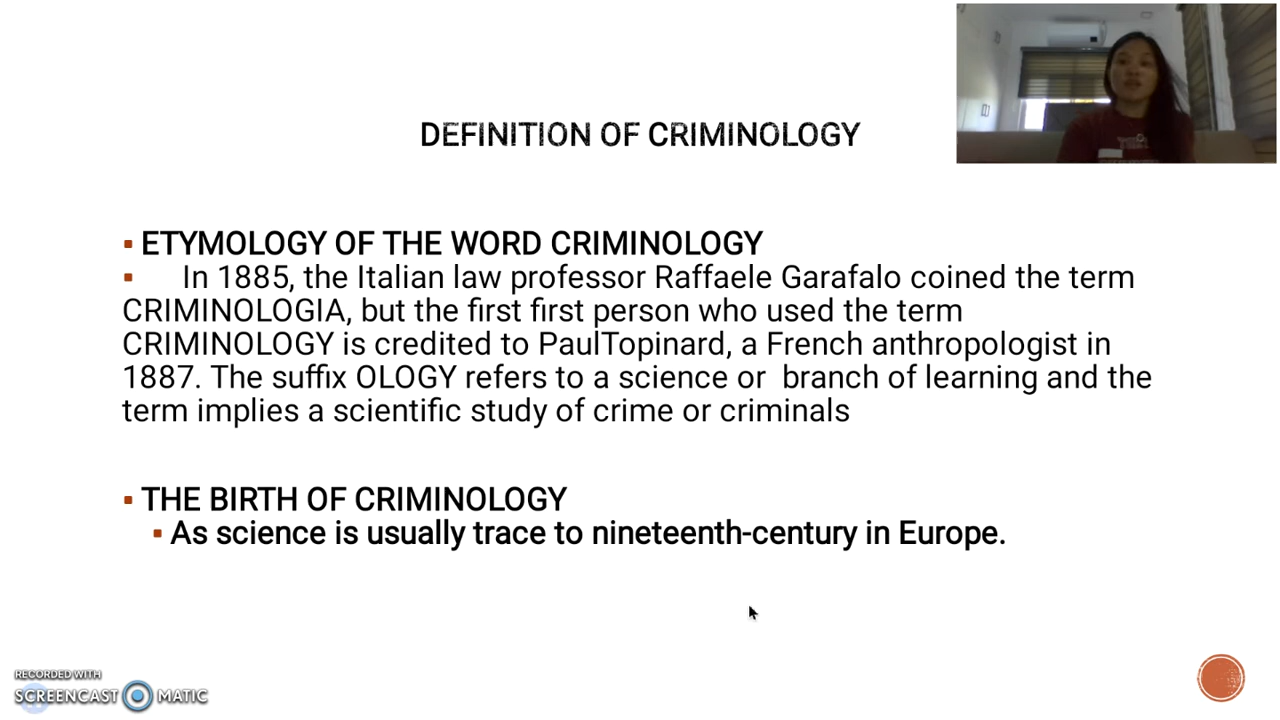 DEFINITION OF CRIMINOLOGY
ETYMOLOGY OF THE WORD CRIMINOLOGY
In 1885, the Italian law professor Raffaele Garafalo coined the term
CRIMINOLOGIA, but the first first person who used the term
CRIMINOLOGY is credited to PaulTopinard, a French anthropologist in
1887. The suffix OLOGY refers to a science or branch of learning and the
term implies a scientific study of crime or criminals
THE BIRTH OF CRIMINOLOGY
As science is usually trace to nineteenth-century in Europe.
RECORDED WITH
SCREENCAST MATIC